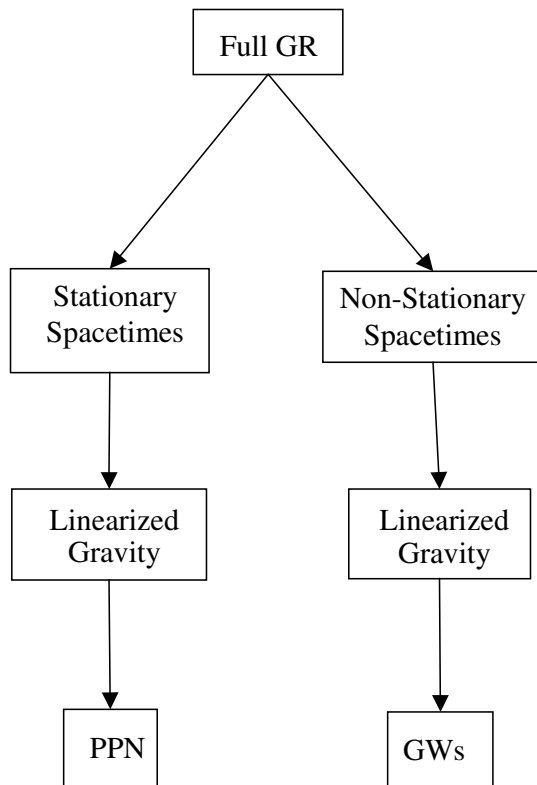 Full GR
Stationary
Spacetimes
Non-Stationary
Spacetimes
Linearized
Gravity
Linearized
Gravity
PPN
GWs